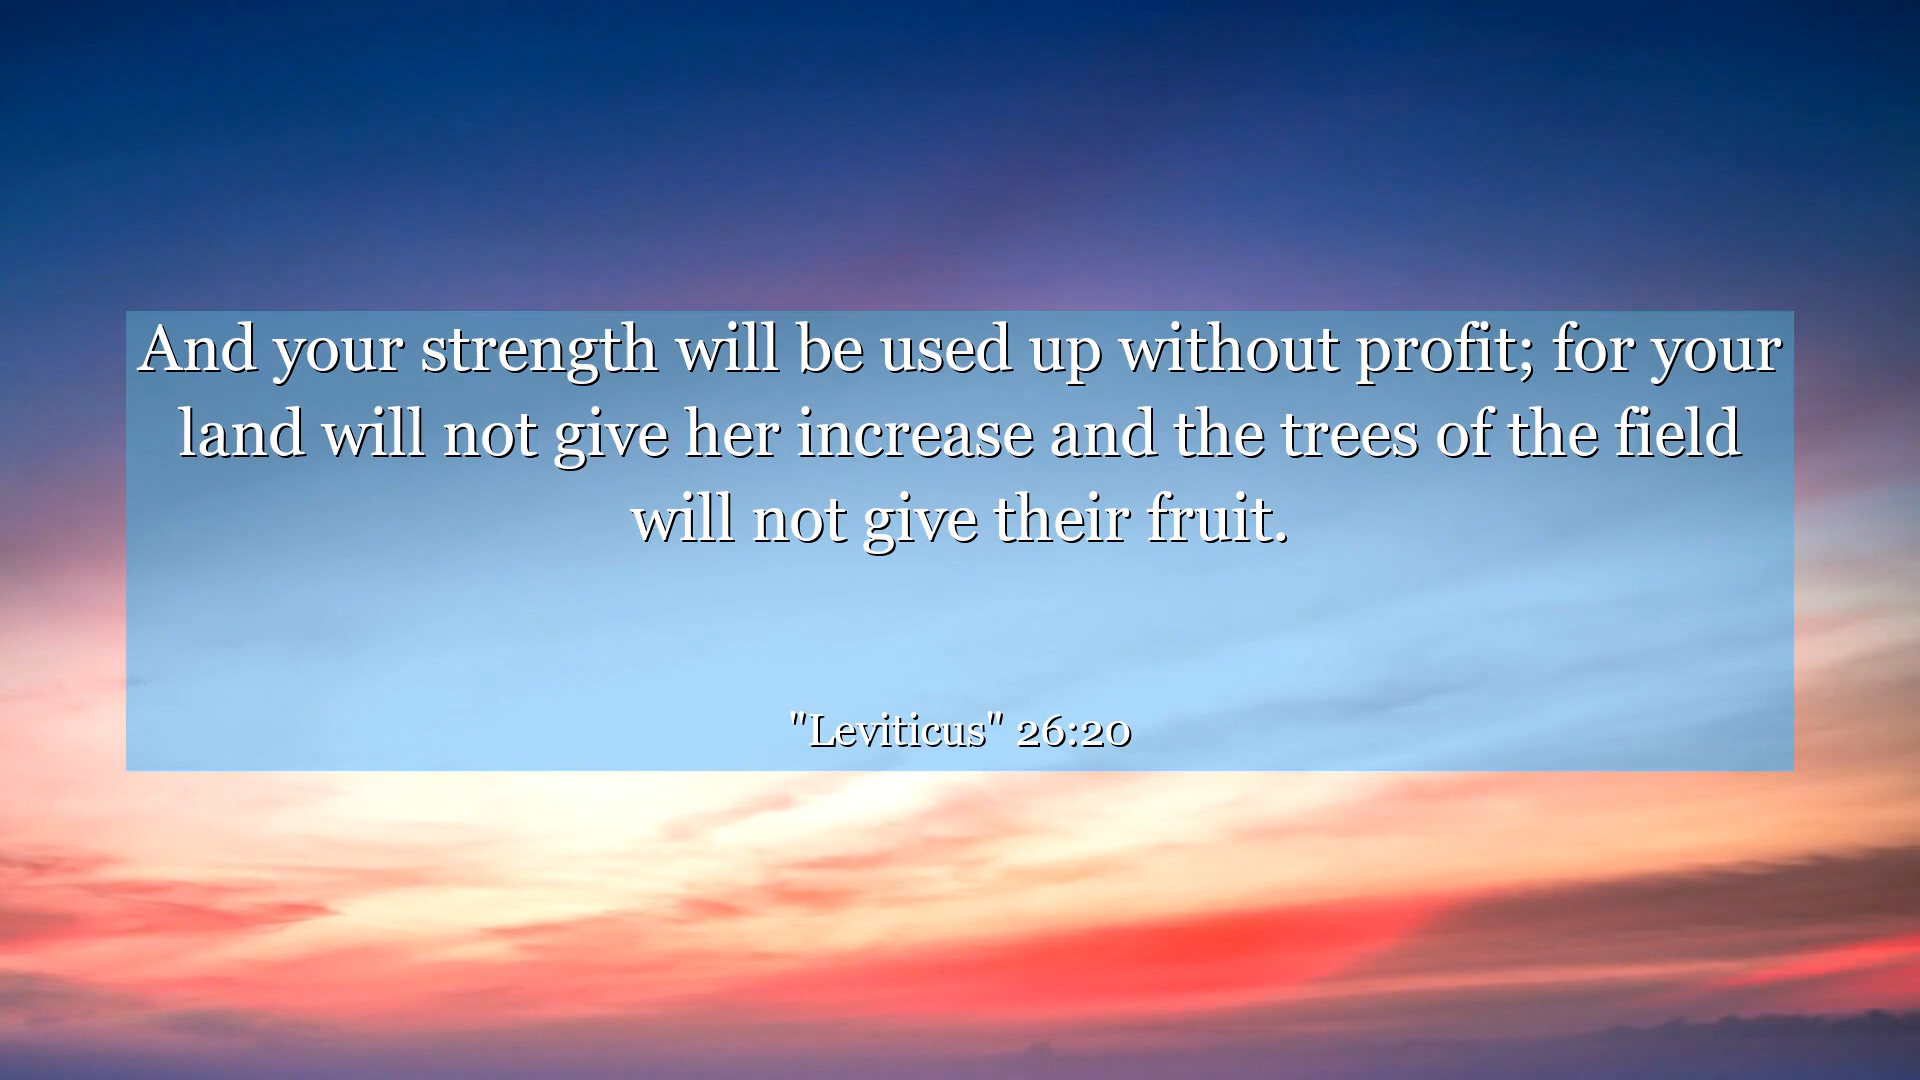 And your strength will be used up without profit; for your
land will not give her increase and the trees of the field
will not give their fruit.
"Leviticus" 26:20